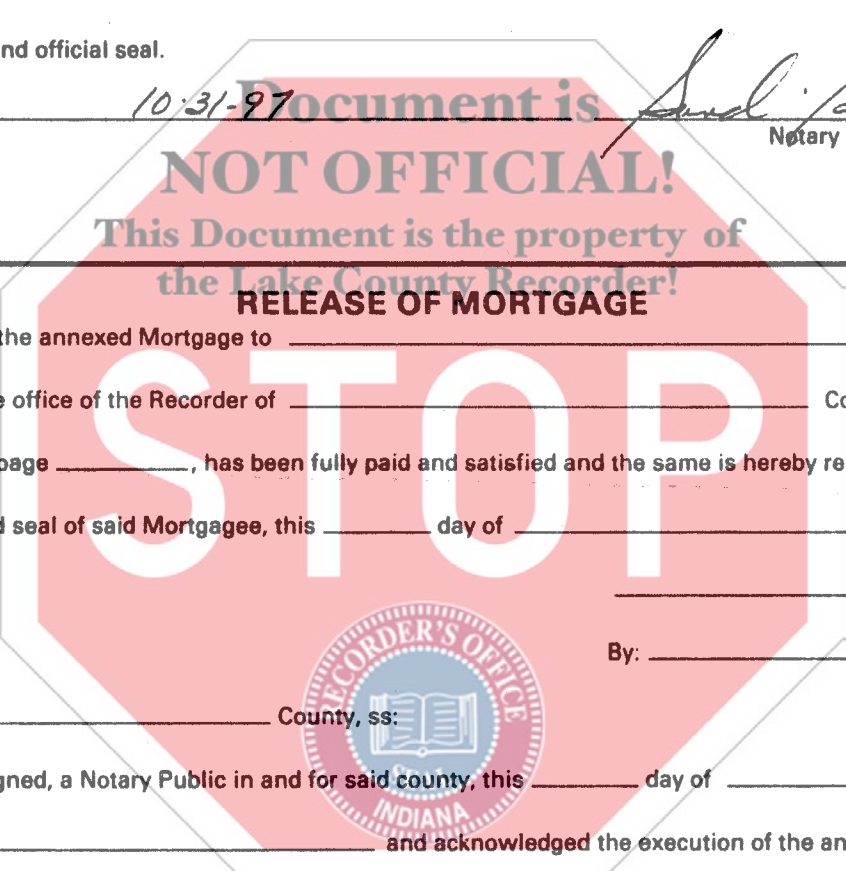 nd official seal.
10-31-97
Document is
Notary
NOT OFFICIAL!
This Document is the property of
the Lake County Recorder!
RELEASE OF MORTGAGE
the annexed Mortgage to
office of the Recorder of
page , has been fully paid and satisfied and the same is hereby re
seal of said Mortgagee, this day of
STOP
By:
RECORDER'S OFFICE
County, ss:
gned, a Notary Public in and for said county, this day of
SEAL
INDIANA
and acknowledged the execution of the an